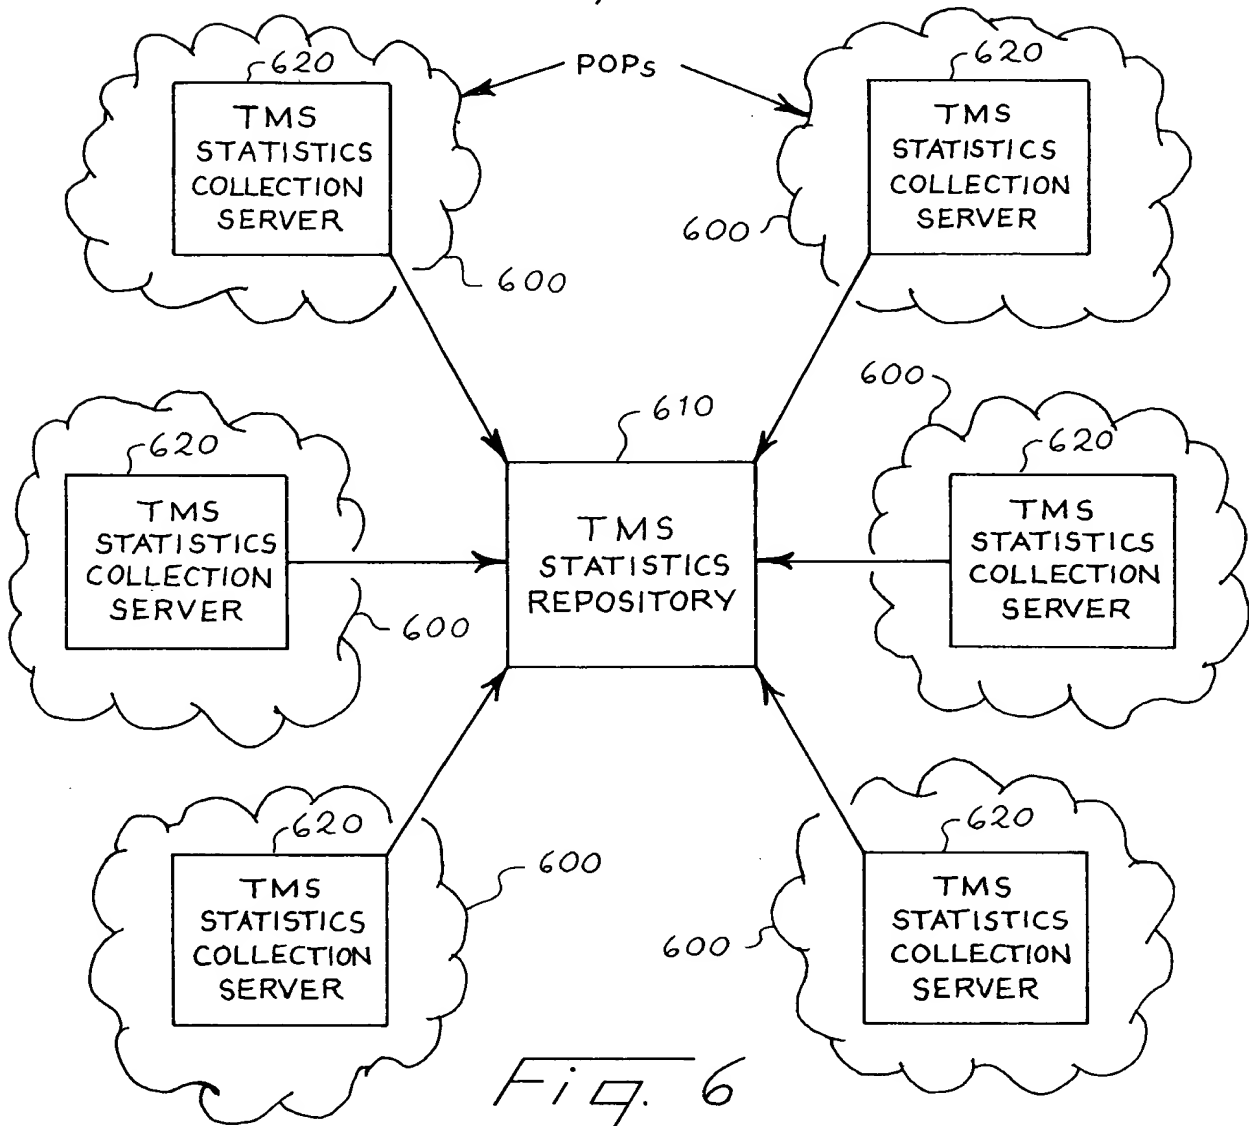 POPs
620
TMS
STATISTICS
COLLECTION
SERVER
600
620
TMS
STATISTICS
COLLECTION
SERVER
600
610
TMS
STATISTICS
REPOSITORY
620
TMS
STATISTICS
COLLECTION
SERVER
600
600
620
TMS
STATISTICS
COLLECTION
SERVER
620
TMS
STATISTICS
COLLECTION
SERVER
600
620
TMS
STATISTICS
COLLECTION
SERVER
600
Fig. 6